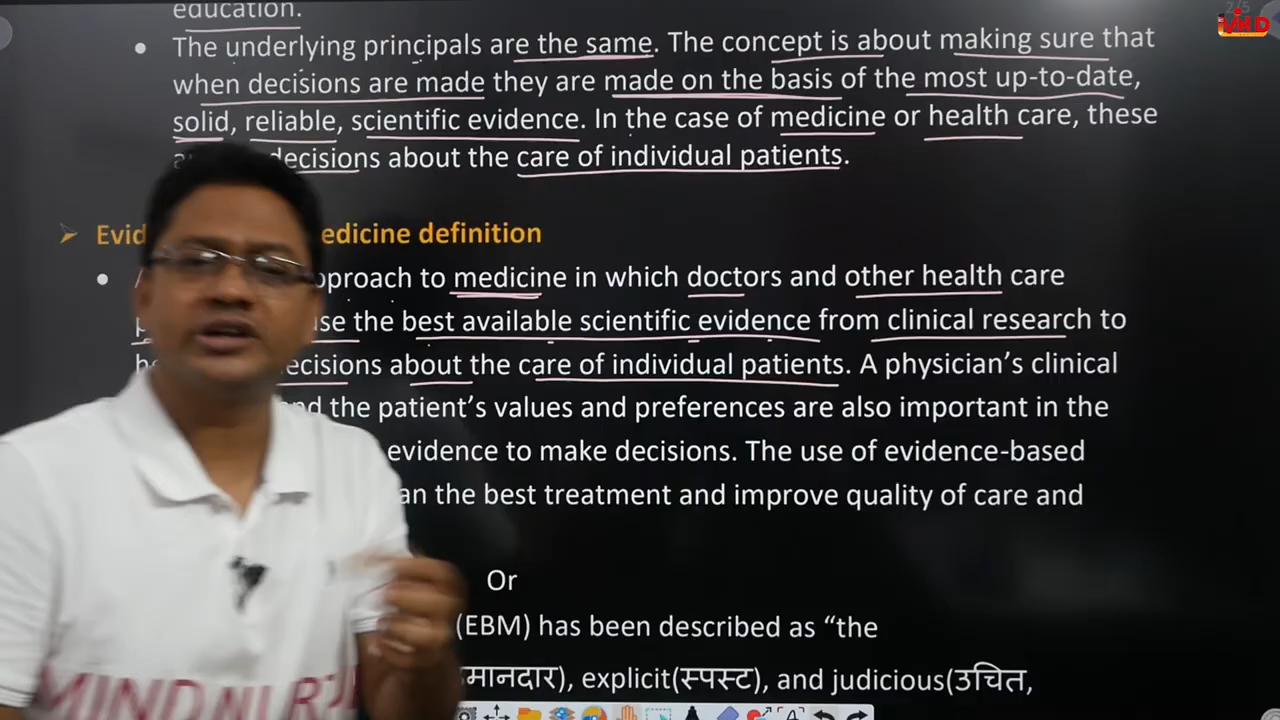 2/5
education.
• The underlying principals are the same. The concept is about making sure that
when decisions are made they are made on the basis of the most up-to-date,
solid, reliable, scientific evidence. In the case of medicine or health care, these
decisions about the care of individual patients.
➢ Evid edicine definition
• pproach to medicine in which doctors and other health care
use the best available scientific evidence from clinical research to
ecisions about the care of individual patients. A physician’s clinical
and the patient’s values and preferences are also important in the
evidence to make decisions. The use of evidence-based
an the best treatment and improve quality of care and
Or
(EBM) has been described as “the
मानदार), explicit(स्पस्ट), and judicious(उचित,